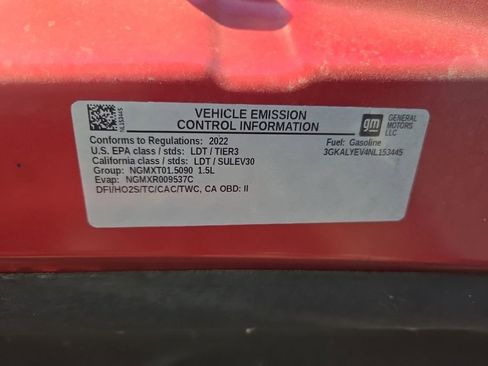 VEHICLE EMISSION
CONTROL INFORMATION
gm GENERAL MOTORS LLC
NL153445
Conforms to Regulations: 2022
Fuel: Gasoline
U.S. EPA class / stds: LDT / TIER3
3GKALYEV4NL153445
California class / stds: LDT / SULEV30
Group: NGMXT01.5090 1.5L
Evap: NGMXR009537C
DFI/HO2S/TC/CAC/TWC, CA OBD: II